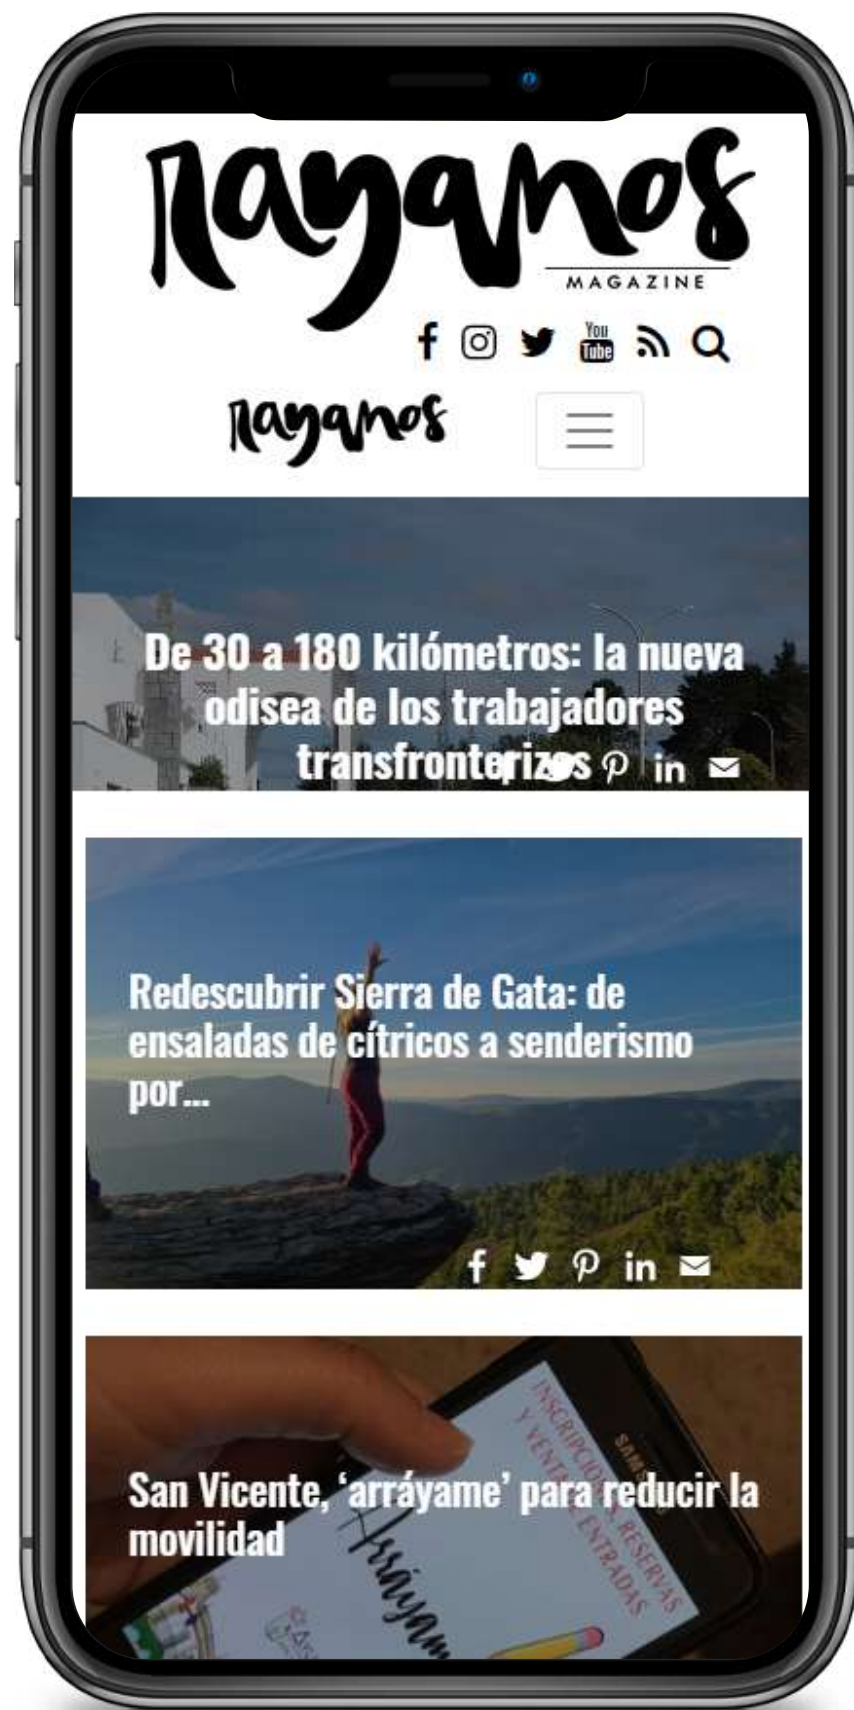 Rayanos
MAGAZINE
You
Tube
Rayanos
De 30 a 180 kilómetros: la nueva
odisea de los trabajadores
transfronterizos
Redescubrir Sierra de Gata: de
ensaladas de cítricos a senderismo
por...
INSCRIPCIONES, RESERVAS
Y VENTA DE ENTRADAS
SAMSUNG
San Vicente, ‘arráyame’ para reducir la
movilidad